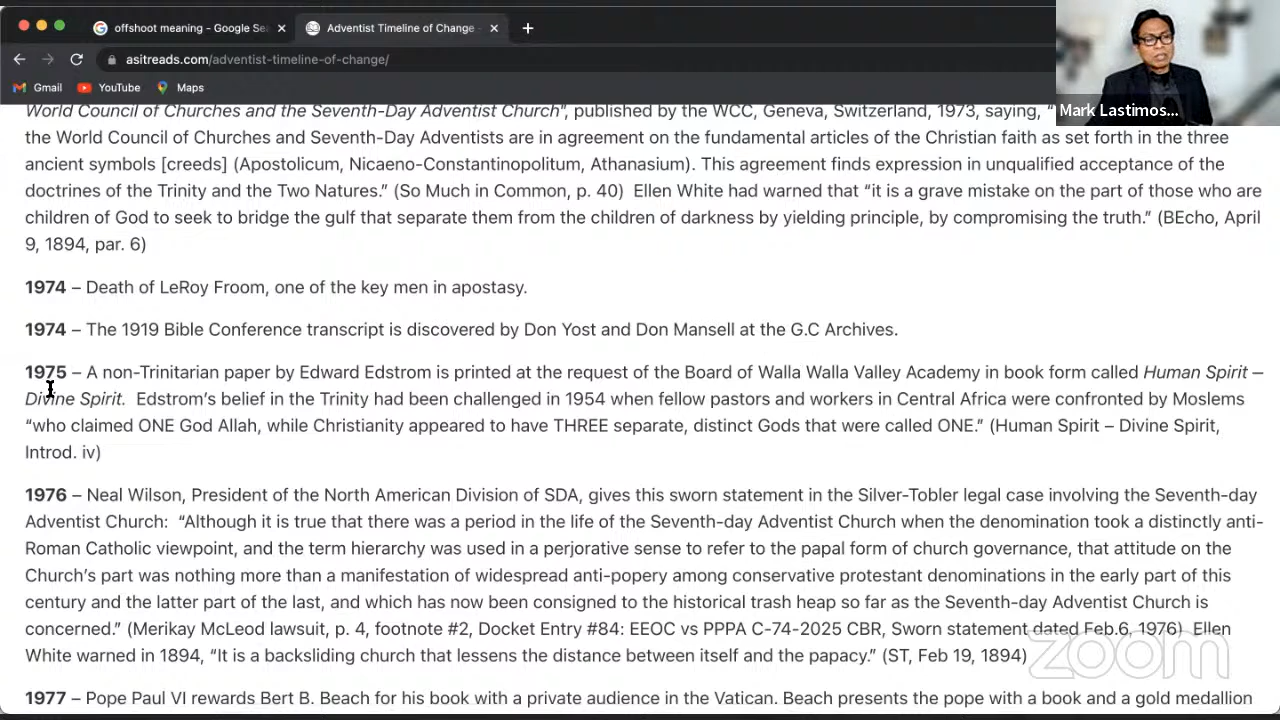 offshoot meaning - Google Se
Adventist Timeline of Change -
asitreads.com/adventist-timeline-of-change/
Gmail YouTube Maps
Mark Lastimos...
World Council of Churches and the Seventh-Day Adventist Church", published by the WCC, Geneva, Switzerland, 1973, saying, "
the World Council of Churches and Seventh-Day Adventists are in agreement on the fundamental articles of the Christian faith as set forth in the three
ancient symbols [creeds] (Apostolicum, Nicaeno-Constantinopolitum, Athanasium). This agreement finds expression in unqualified acceptance of the
doctrines of the Trinity and the Two Natures." (So Much in Common, p. 40) Ellen White had warned that "it is a grave mistake on the part of those who are
children of God to seek to bridge the gulf that separate them from the children of darkness by yielding principle, by compromising the truth." (BEcho, April
9, 1894, par. 6)
1974 – Death of LeRoy Froom, one of the key men in apostasy.
1974 – The 1919 Bible Conference transcript is discovered by Don Yost and Don Mansell at the G.C Archives.
1975 – A non-Trinitarian paper by Edward Edstrom is printed at the request of the Board of Walla Walla Valley Academy in book form called Human Spirit –
Divine Spirit. Edstrom's belief in the Trinity had been challenged in 1954 when fellow pastors and workers in Central Africa were confronted by Moslems
"who claimed ONE God Allah, while Christianity appeared to have THREE separate, distinct Gods that were called ONE." (Human Spirit – Divine Spirit,
Introd. iv)
1976 – Neal Wilson, President of the North American Division of SDA, gives this sworn statement in the Silver-Tobler legal case involving the Seventh-day
Adventist Church: "Although it is true that there was a period in the life of the Seventh-day Adventist Church when the denomination took a distinctly anti-
Roman Catholic viewpoint, and the term hierarchy was used in a perjorative sense to refer to the papal form of church governance, that attitude on the
Church's part was nothing more than a manifestation of widespread anti-popery among conservative protestant denominations in the early part of this
century and the latter part of the last, and which has now been consigned to the historical trash heap so far as the Seventh-day Adventist Church is
concerned." (Merikay McLeod lawsuit, p. 4, footnote #2, Docket Entry #84: EEOC vs PPPA C-74-2025 CBR, Sworn statement dated Feb.6, 1976) Ellen
White warned in 1894, "It is a backsliding church that lessens the distance between itself and the papacy." (ST, Feb 19, 1894)
zoom
1977 – Pope Paul VI rewards Bert B. Beach for his book with a private audience in the Vatican. Beach presents the pope with a book and a gold medallion